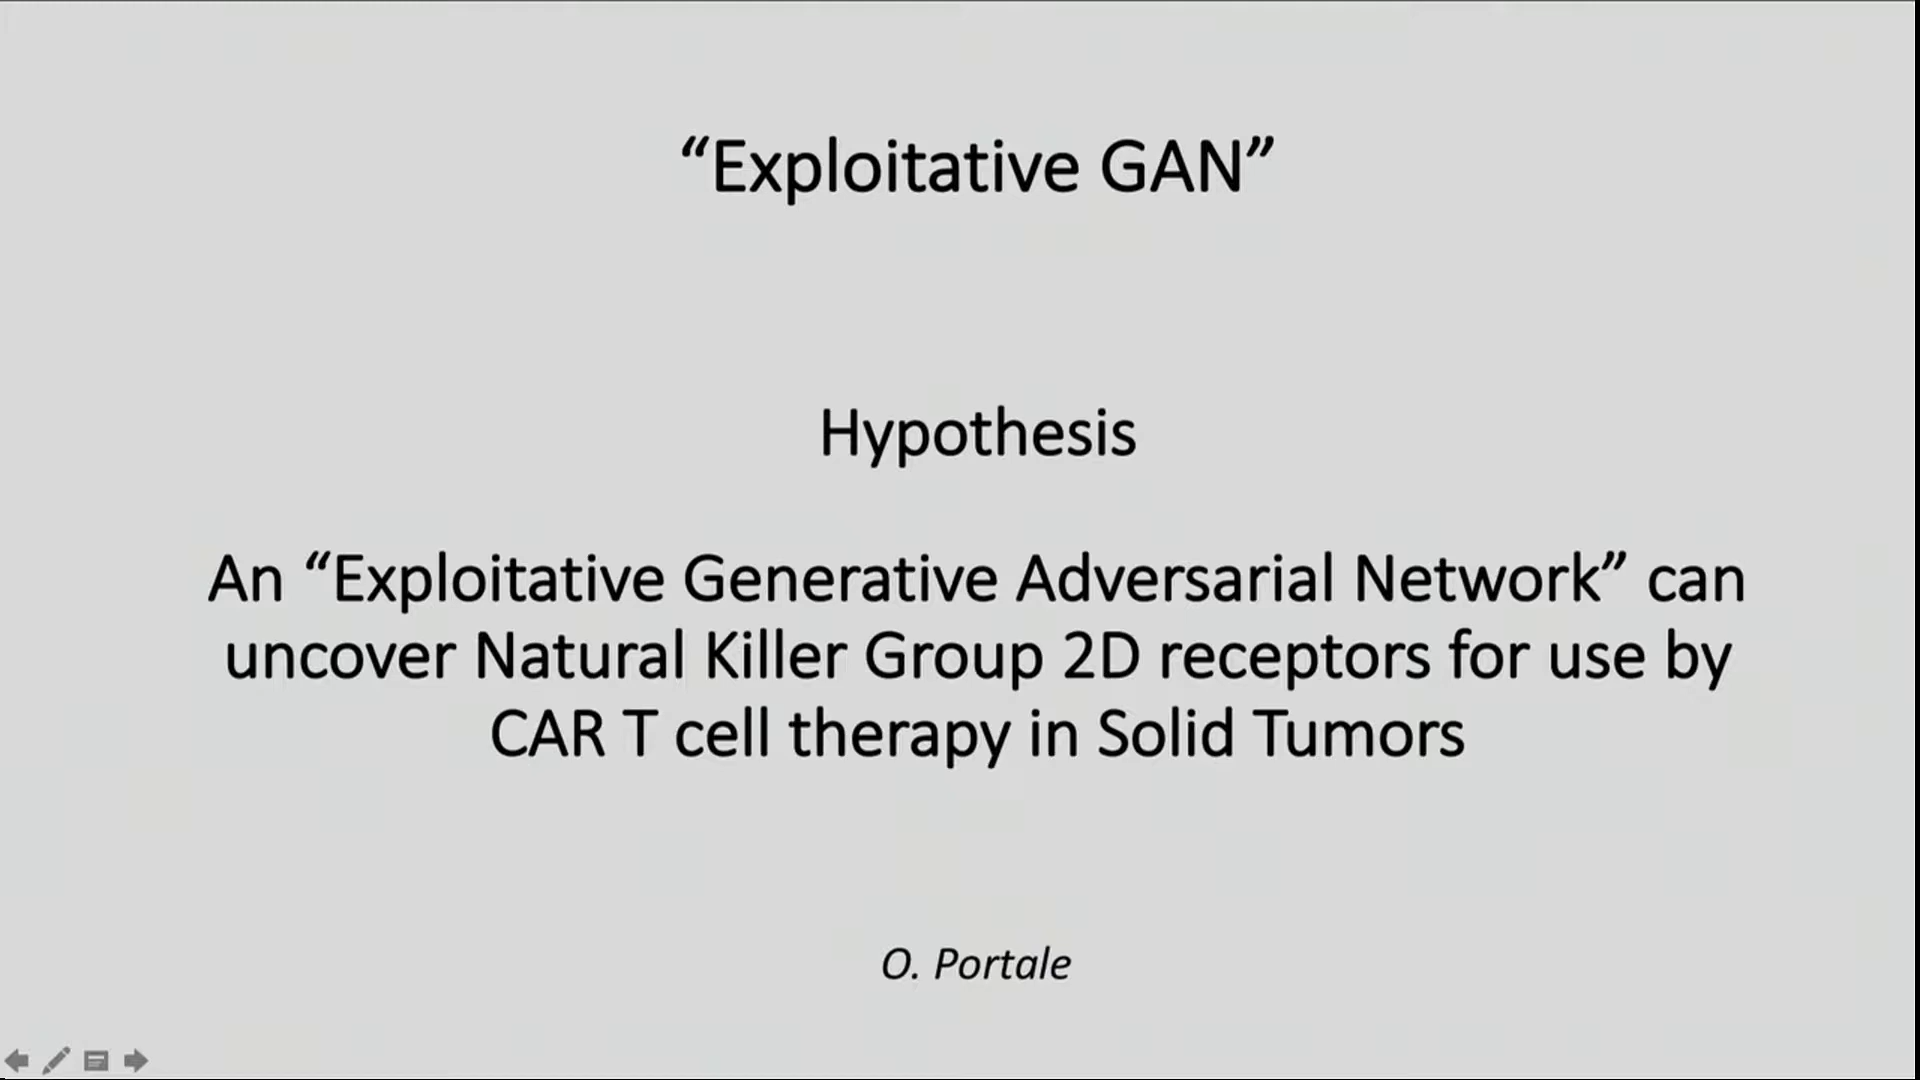 “Exploitative GAN”
Hypothesis
An “Exploitative Generative Adversarial Network” can
uncover Natural Killer Group 2D receptors for use by
CAR T cell therapy in Solid Tumors
O. Portale